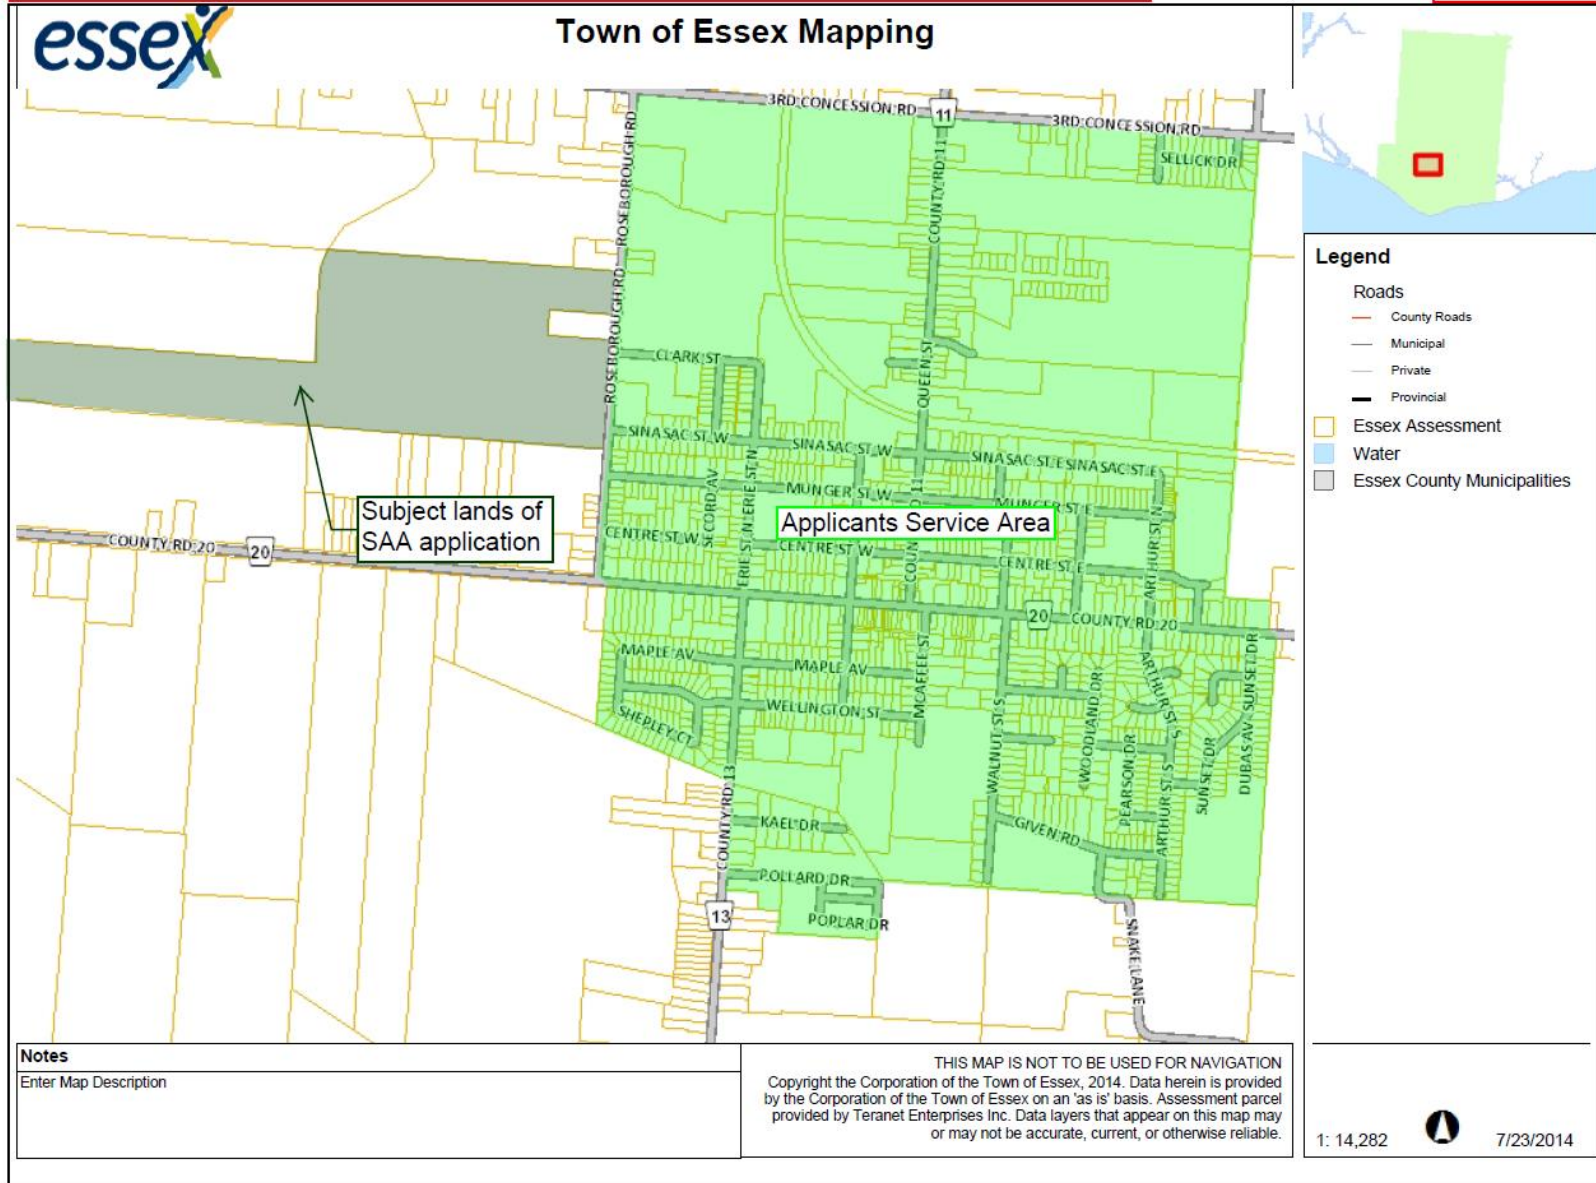 essex
Town of Essex Mapping
3RD CONCESSION RD
11
3RD CONCESSION RD
SELLICK DR
ROSEBOROUGH RD
ROSEBOROUGH RD
COUNTY RD 11
QUEEN ST
CLARK ST
SINASAC ST W
SINASAC ST W
SINASAC ST E
SINASAC ST E
SECORD AV
ERIE ST N
ERIE ST N
MUNGER ST W
MUNGER ST E
ARTHUR ST N
Subject lands of
SAA application
Applicants Service Area
CENTRE ST W
CENTRE ST W
CENTRE ST E
COUNTY RD 20
20
20
COUNTY RD 20
MAPLE AV
MAPLE AV
MCAFEE ST
WELLINGTON ST
SHEPLEY CT
WALNUT ST S
WOODLAND DR
PEARSON DR
ARTHUR ST S
ARTHUR ST S
SUNSET DR
SUNSET DR
DUBAS AV
COUNTY RD 13
KAEL DR
GIVEN RD
POLLARD DR
POPLAR DR
13
SNAKE LANE
Legend
Roads
County Roads
Municipal
Private
Provincial
Essex Assessment
Water
Essex County Municipalities
Notes
Enter Map Description
THIS MAP IS NOT TO BE USED FOR NAVIGATION
Copyright the Corporation of the Town of Essex, 2014. Data herein is provided
by the Corporation of the Town of Essex on an 'as is' basis. Assessment parcel
provided by Teranet Enterprises Inc. Data layers that appear on this map may
or may not be accurate, current, or otherwise reliable.
1: 14,282
7/23/2014